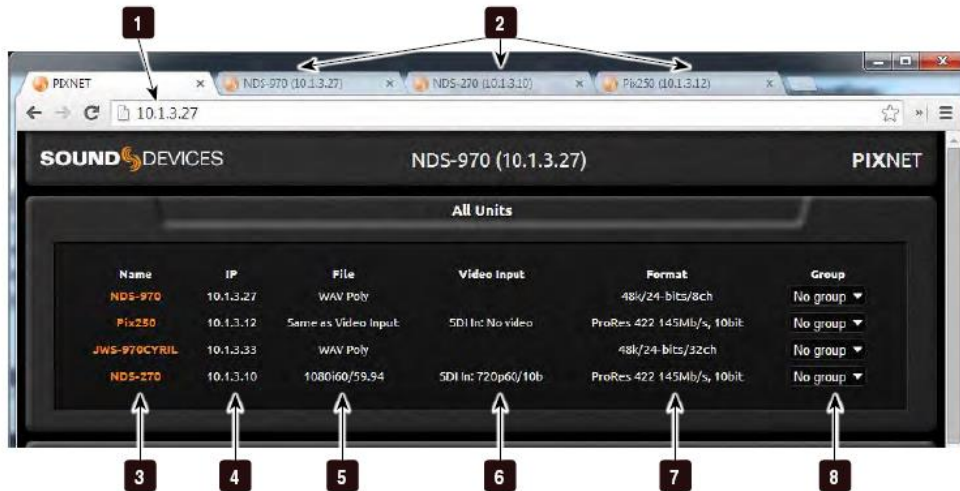 1
2
PIXNET
NDS-970 (10.1.3.27)
NDS-270 (10.1.3.10)
Pix250 (10.1.3.12)
10.1.3.27
SOUND DEVICES
NDS-970 (10.1.3.27)
PIXNET
All Units
Name IP File Video Input Format Group
NDS-970 10.1.3.27 WAV Poly 48k/24-bits/8ch No group
Pix250 10.1.3.12 Same as Video Input SDI In: No video ProRes 422 145Mb/s, 10bit No group
JWS-970CYRIL 10.1.3.33 WAV Poly 48k/24-bits/32ch No group
NDS-270 10.1.3.10 1080i60/59.94 SDI In: 720p60/10b ProRes 422 145Mb/s, 10bit No group
3
4
5
6
7
8